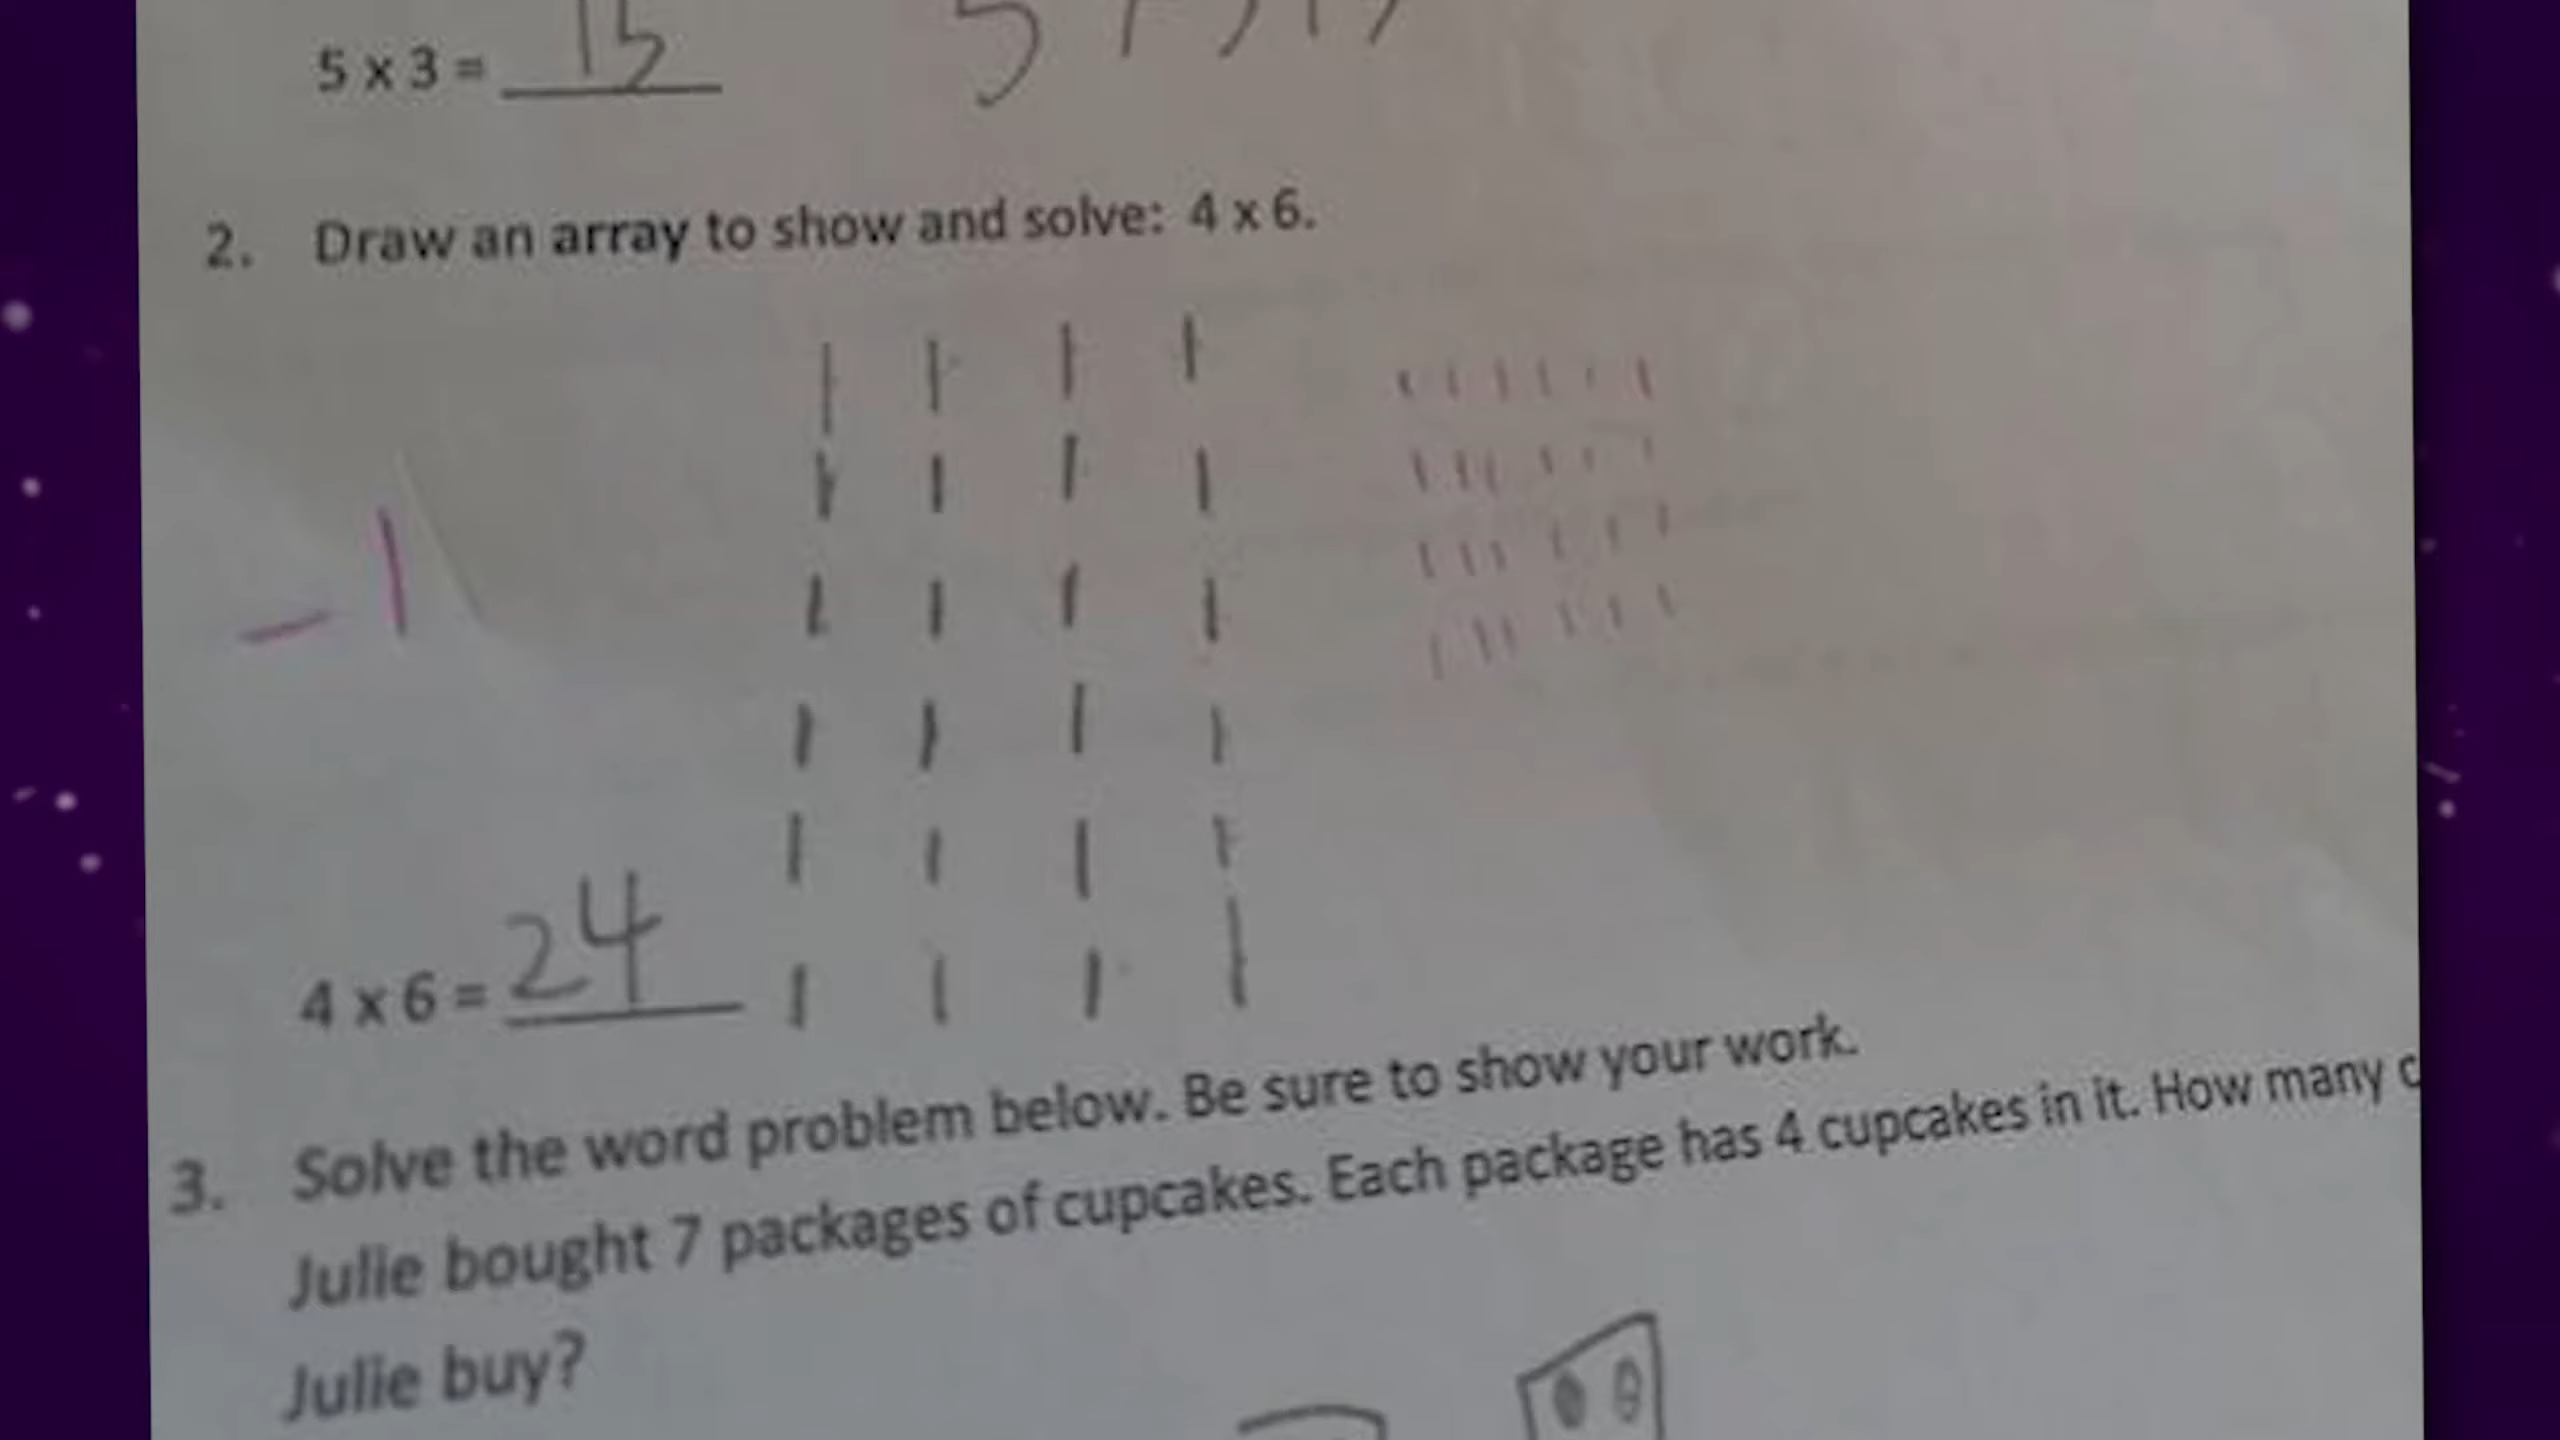 5 x 3 = 15
2. Draw an array to show and solve: 4 x 6.
-1
4 x 6 = 24
3. Solve the word problem below. Be sure to show your work.
Julie bought 7 packages of cupcakes. Each package has 4 cupcakes in it. How many c
Julie buy?